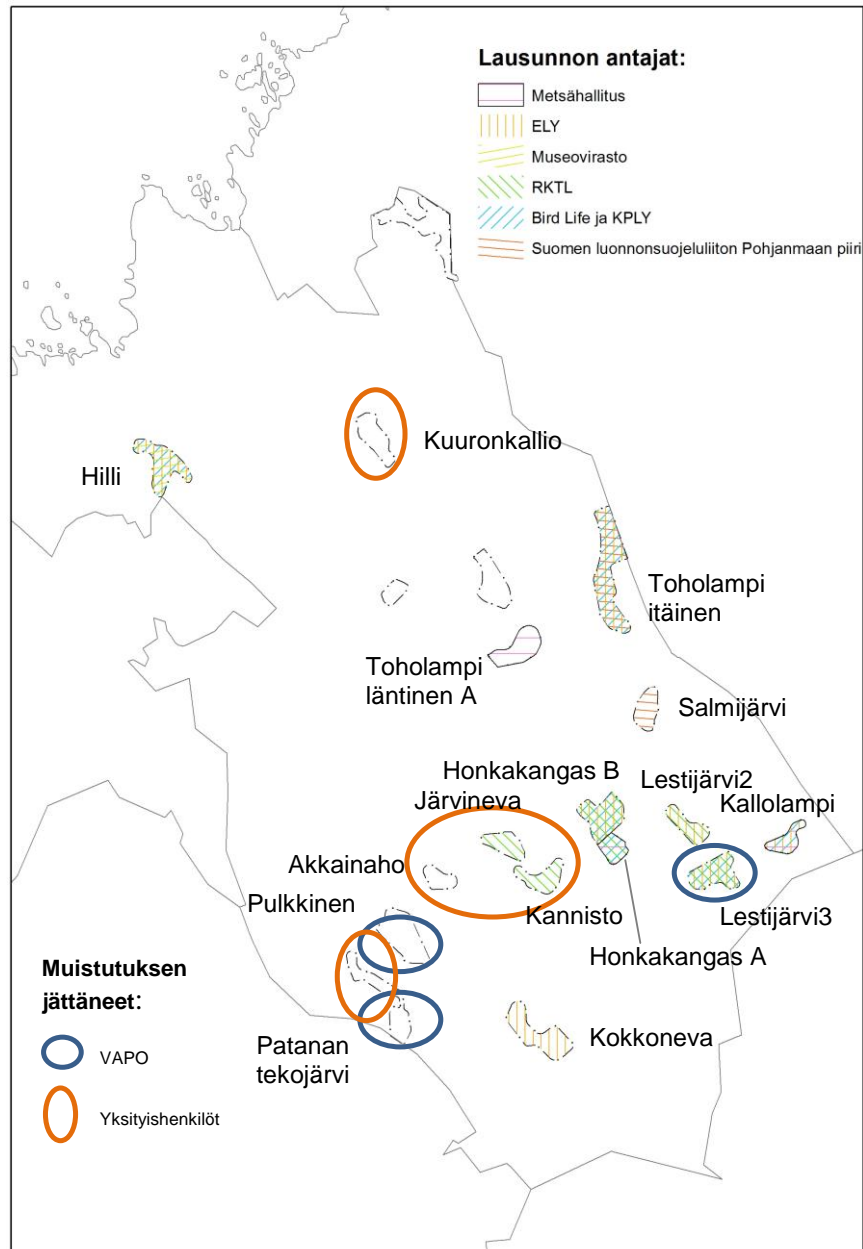 Lausunnon antajat:
Metsähallitus
ELY
Museovirasto
RKTL
Bird Life ja KPLY
Suomen luonnonsuojeluliiton Pohjanmaan piiri
Kuuronkallio
Hilli
Toholampi
itäinen
Toholampi
läntinen A
Salmijärvi
Honkakangas B
Lestijärvi2
Järvineva
Kallolampi
Akkainaho
Pulkkinen
Kannisto
Lestijärvi3
Honkakangas A
Muistutuksen
jättäneet:
VAPO
Yksityishenkilöt
Patanan
tekojärvi
Kokkoneva